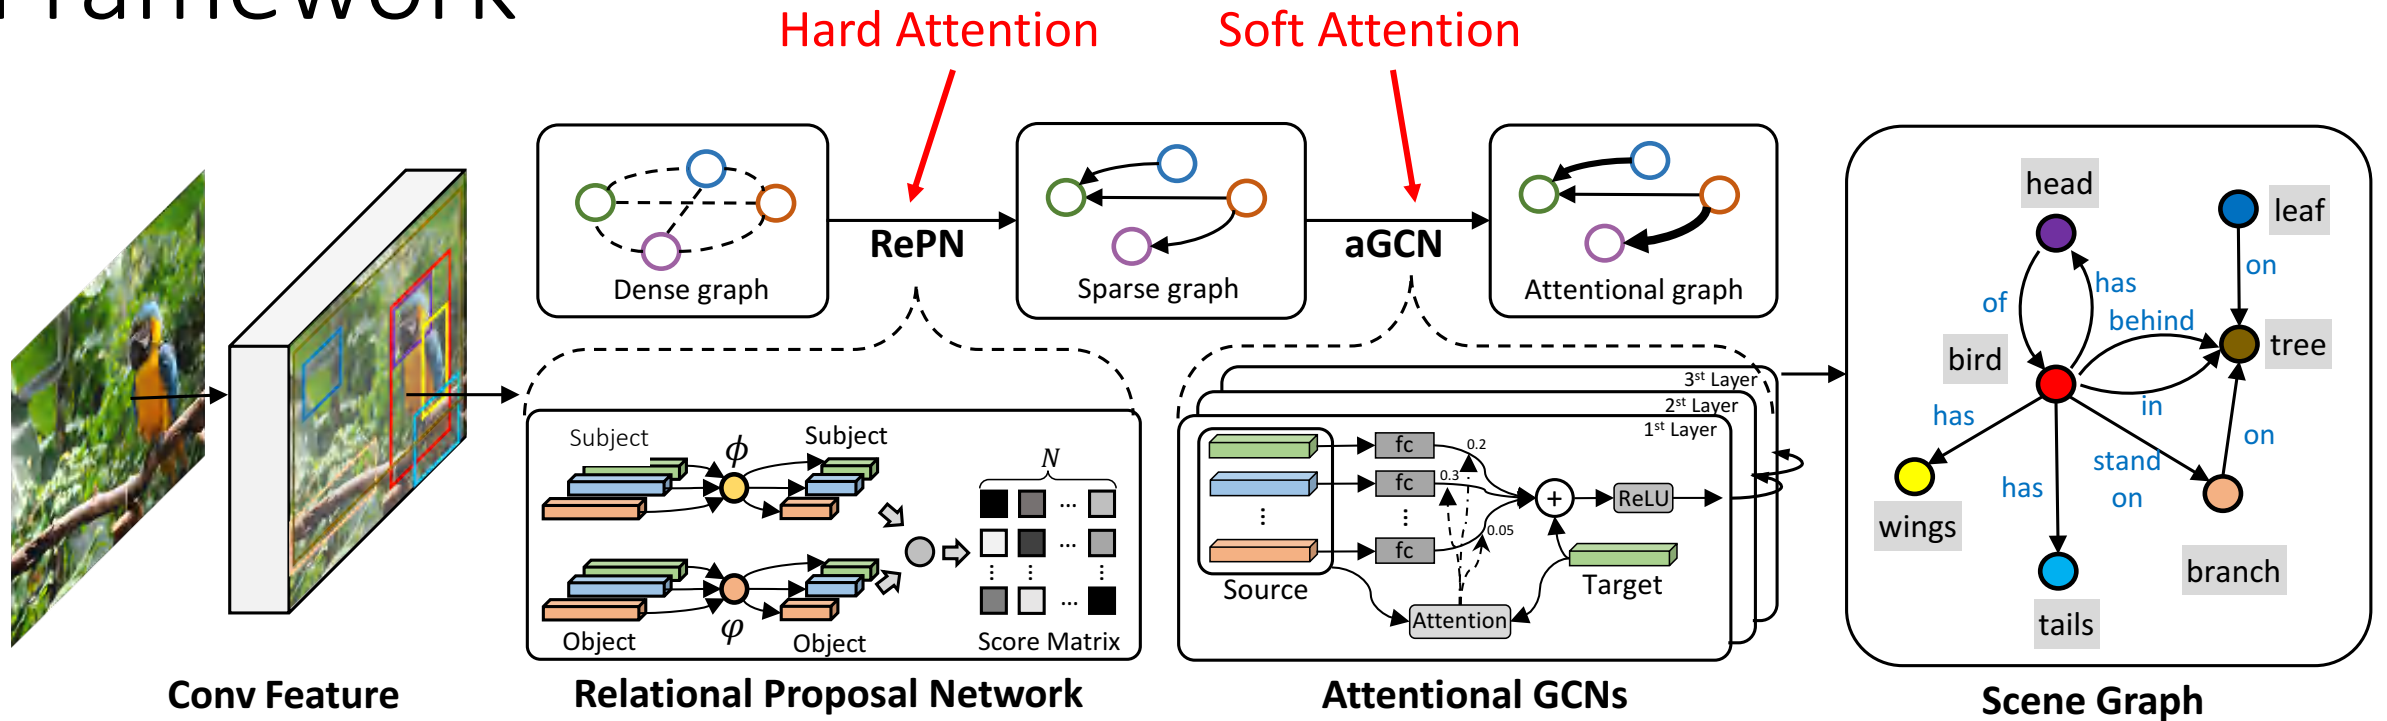 Framework
Hard Attention
Soft Attention
Dense graph
RePN
Sparse graph
aGCN
Attentional graph
Subject
ϕ
Subject
Object
φ
Object
N
...
...
...
Score Matrix
3st Layer
2st Layer
1st Layer
fc
fc
fc
0.2
0.3
0.05
+
ReLU
Source
Attention
Target
head
leaf
of
has
on
behind
bird
tree
in
has
on
stand
on
has
wings
branch
tails
Conv Feature
Relational Proposal Network
Attentional GCNs
Scene Graph